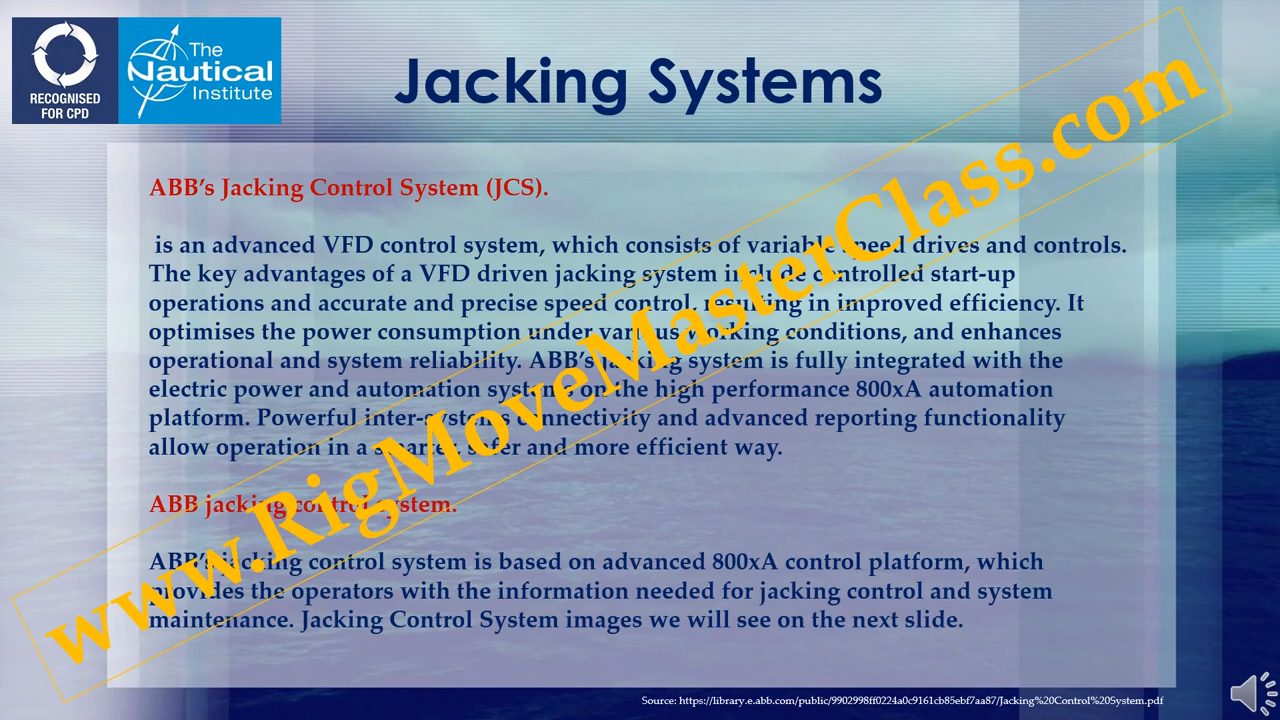 RECOGNISED
FOR CPD
The
Nautical
Institute
Jacking Systems
ABB’s Jacking Control System (JCS).
is an advanced VFD control system, which consists of variable speed drives and controls.
The key advantages of a VFD driven jacking system include controlled start-up
operations and accurate and precise speed control, resulting in improved efficiency. It
optimises the power consumption under various working conditions, and enhances
operational and system reliability. ABB’s jacking system is fully integrated with the
electric power and automation systems on the high performance 800xA automation
platform. Powerful inter-systems connectivity and advanced reporting functionality
allow operation in a smarter, safer and more efficient way.
ABB jacking control system.
ABB’s jacking control system is based on advanced 800xA control platform, which
provides the operators with the information needed for jacking control and system
maintenance. Jacking Control System images we will see on the next slide.
www.RigMoveMasterClass.com
Source: https://library.e.abb.com/public/9902998ff0224a0c9161cb85ebf7aa87/Jacking%20Control%20System.pdf